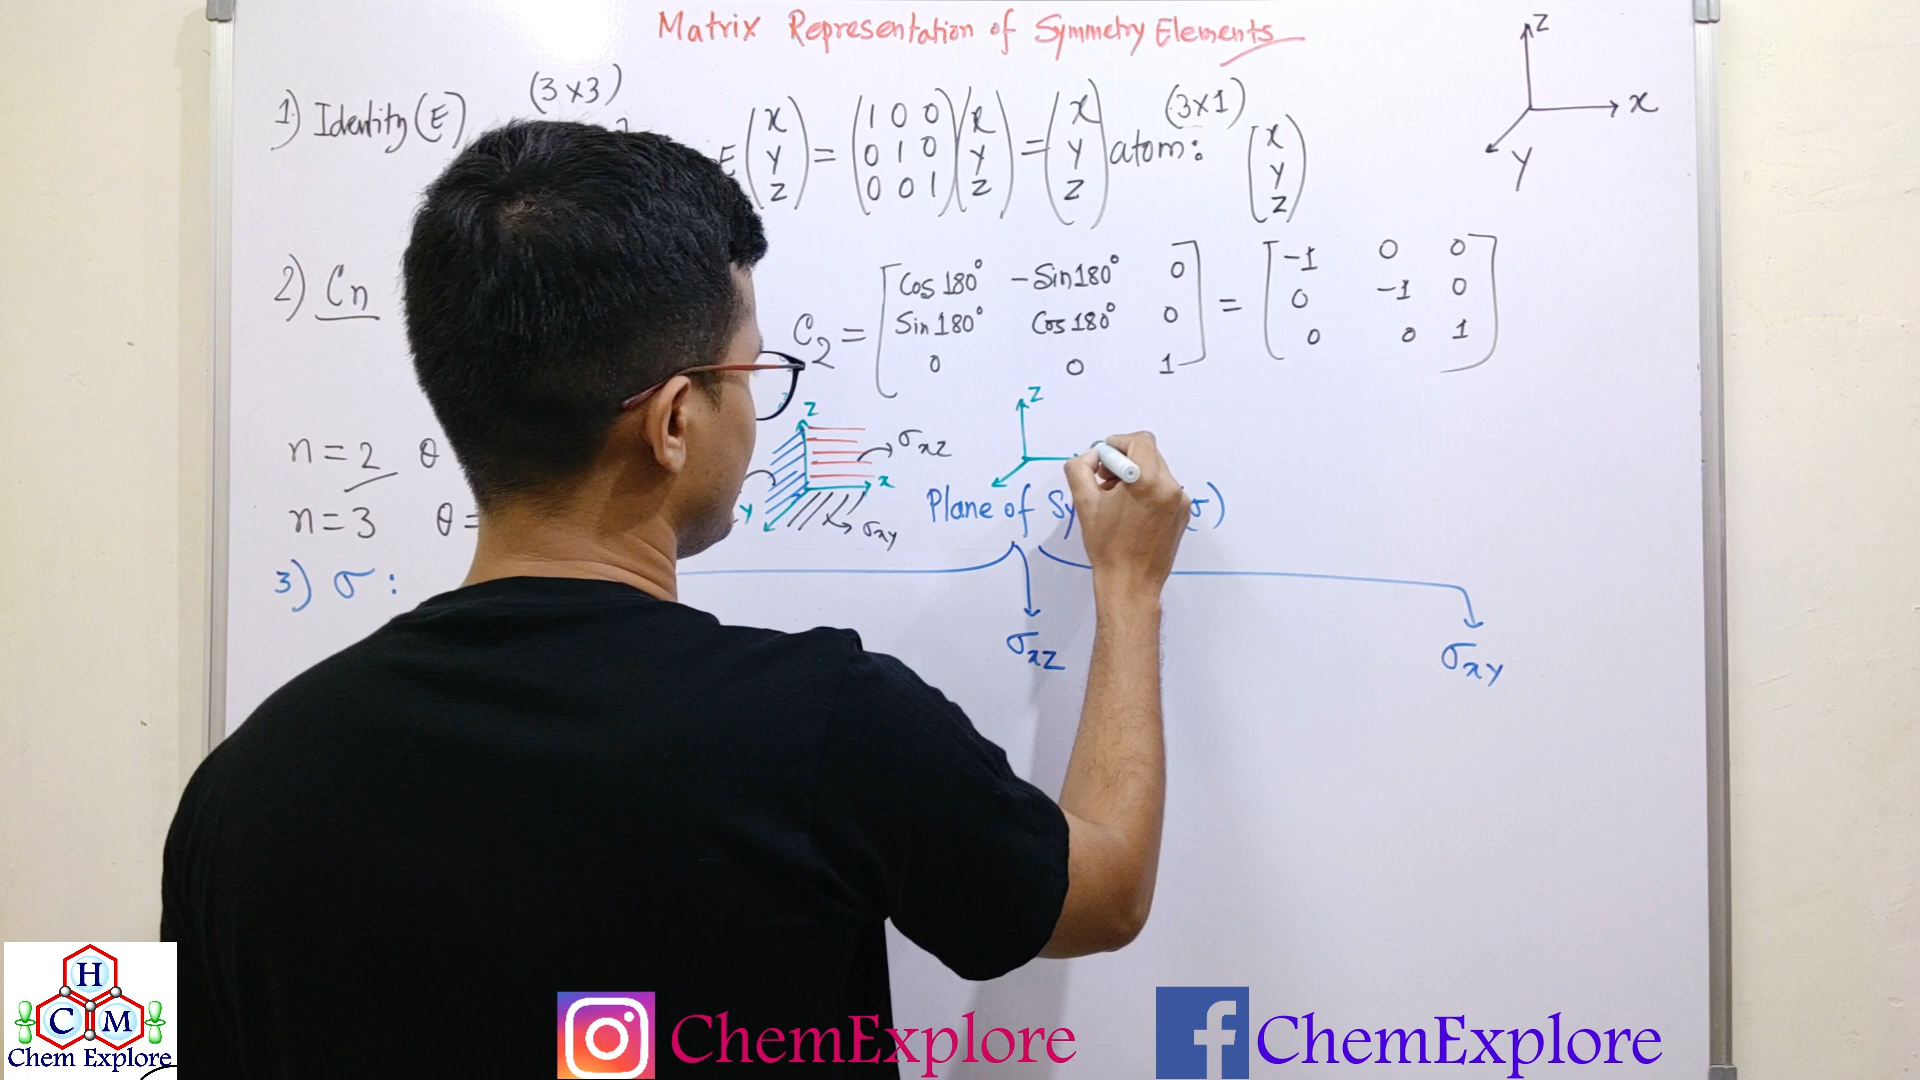 Matrix Representation of Symmetry Elements
Z
x
Y
1) Identity (E)
(3×3)
E (x Y Z) = (1 0 0 0 1 0 0 0 1) (x Y Z) = (x Y Z)
atom:
(3×1)
(x Y Z)
2) Cn
C2 = [Cos 180° -Sin 180° 0
Sin 180° Cos 180° 0
0 0 1]
= [-1 0 0
0 -1 0
0 0 1]
n = 2 θ
n = 3 θ =
Z
x
Y
σxz
σxy
Z
Plane of Sy (σ)
3) σ :
σxz
σxy
H
C M
Chem Explore
ChemExplore
ChemExplore